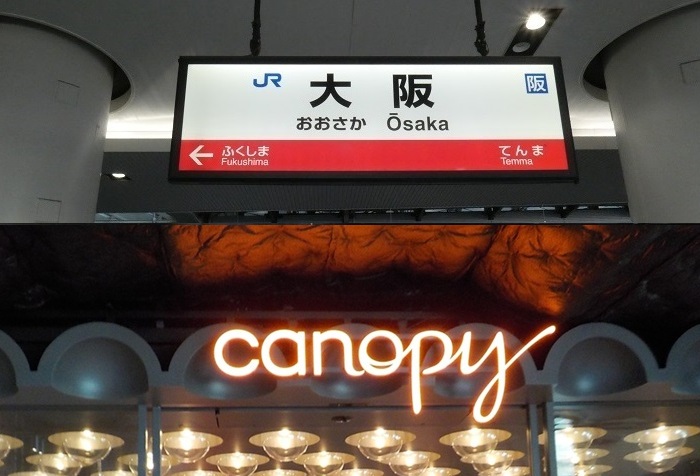 JR 大阪 阪
おおさか Ōsaka
ふくしま てんま
Fukushima Temma
canopy